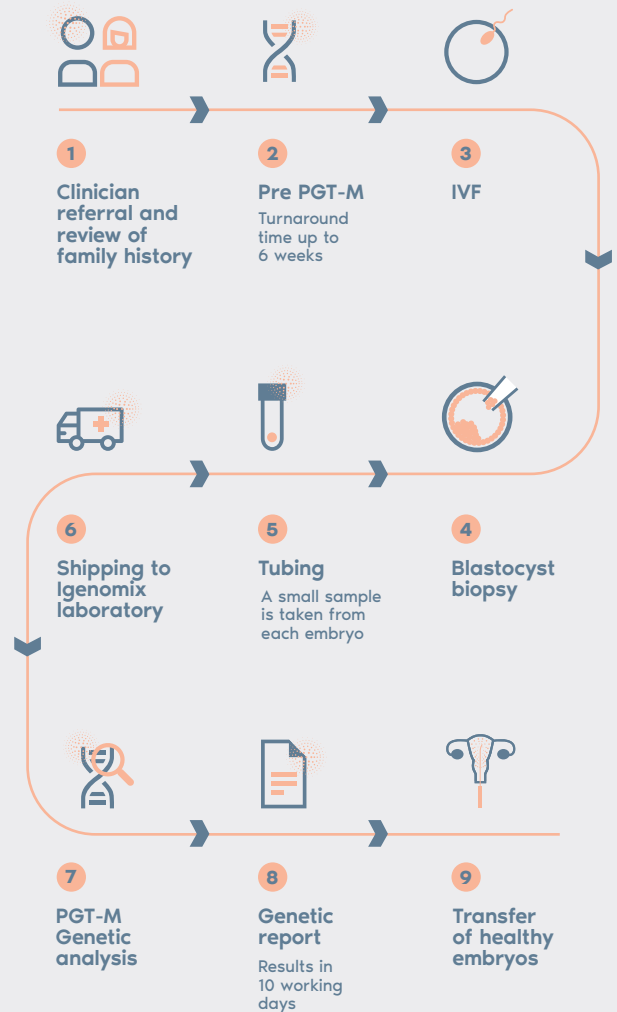 1
Clinician
referral and
review of
family history
2
Pre PGT-M
Turnaround
time up to
6 weeks
3
IVF
4
Blastocyst
biopsy
5
Tubing
A small sample
is taken from
each embryo
6
Shipping to
Igenomix
laboratory
7
PGT-M
Genetic
analysis
8
Genetic
report
Results in
10 working
days
9
Transfer
of healthy
embryos